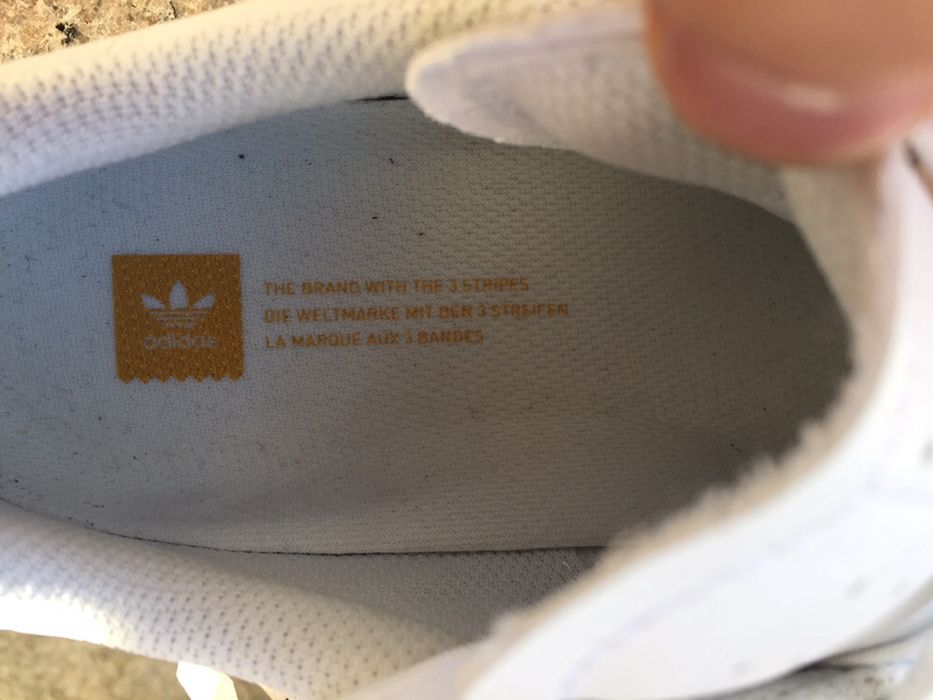 adidas
THE BRAND WITH THE 3 STRIPES
DIE WELTMARKE MIT DEN 3 STREIFEN
LA MARQUE AUX 3 BANDES